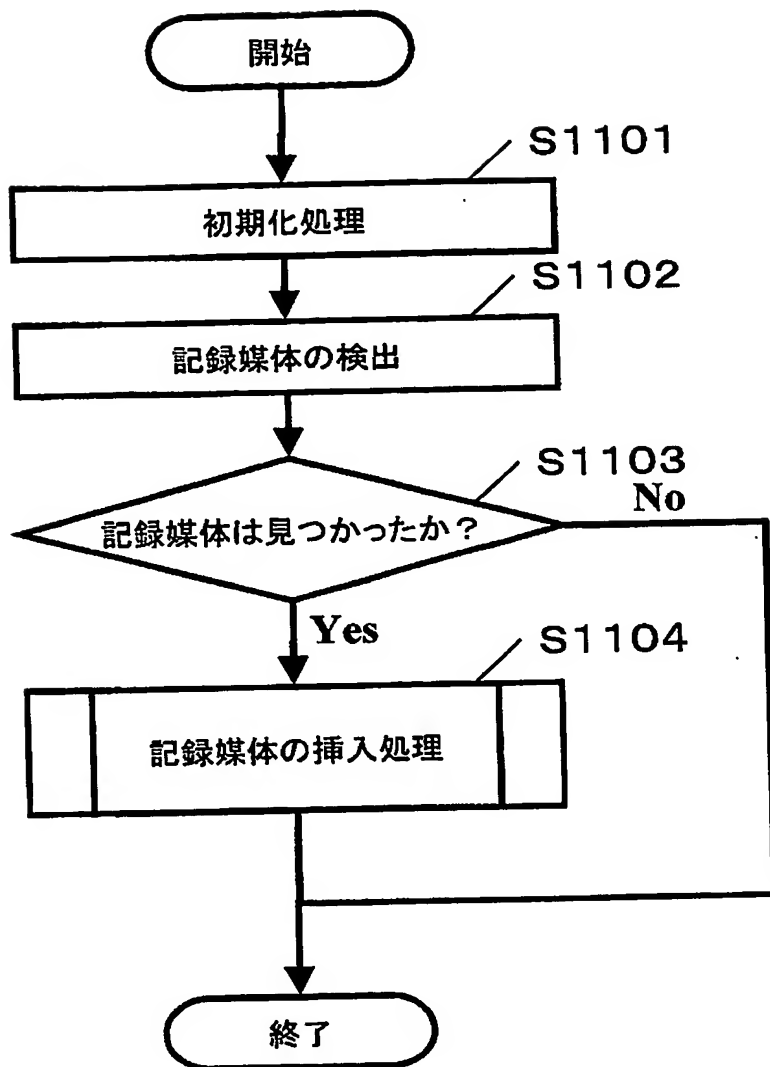 開始
S1101
初期化処理
S1102
記録媒体の検出
S1103
記録媒体は見つかったか?
No
Yes
S1104
記録媒体の挿入処理
終了